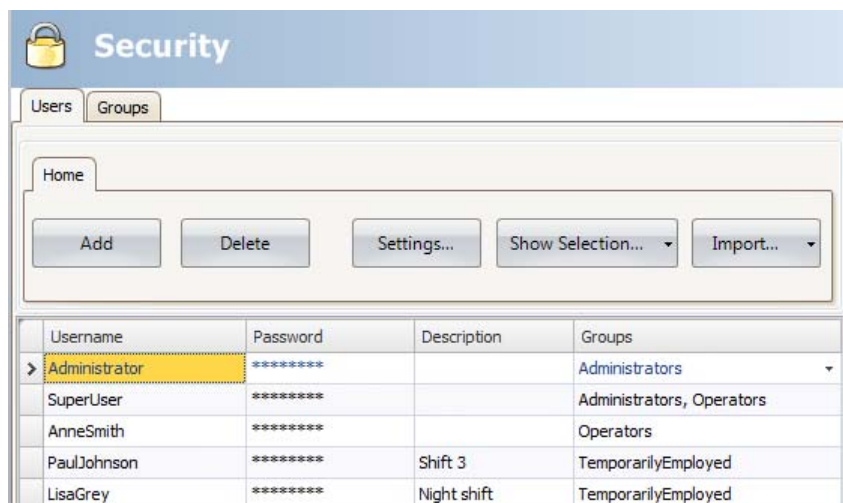 Security
Users Groups
Home
Add Delete Settings... Show Selection... Import...
Username Password Description Groups
Administrator ******** Administrators
SuperUser ******** Administrators, Operators
AnneSmith ******** Operators
PaulJohnson ******** Shift 3 TemporarilyEmployed
LisaGrey ******** Night shift TemporarilyEmployed